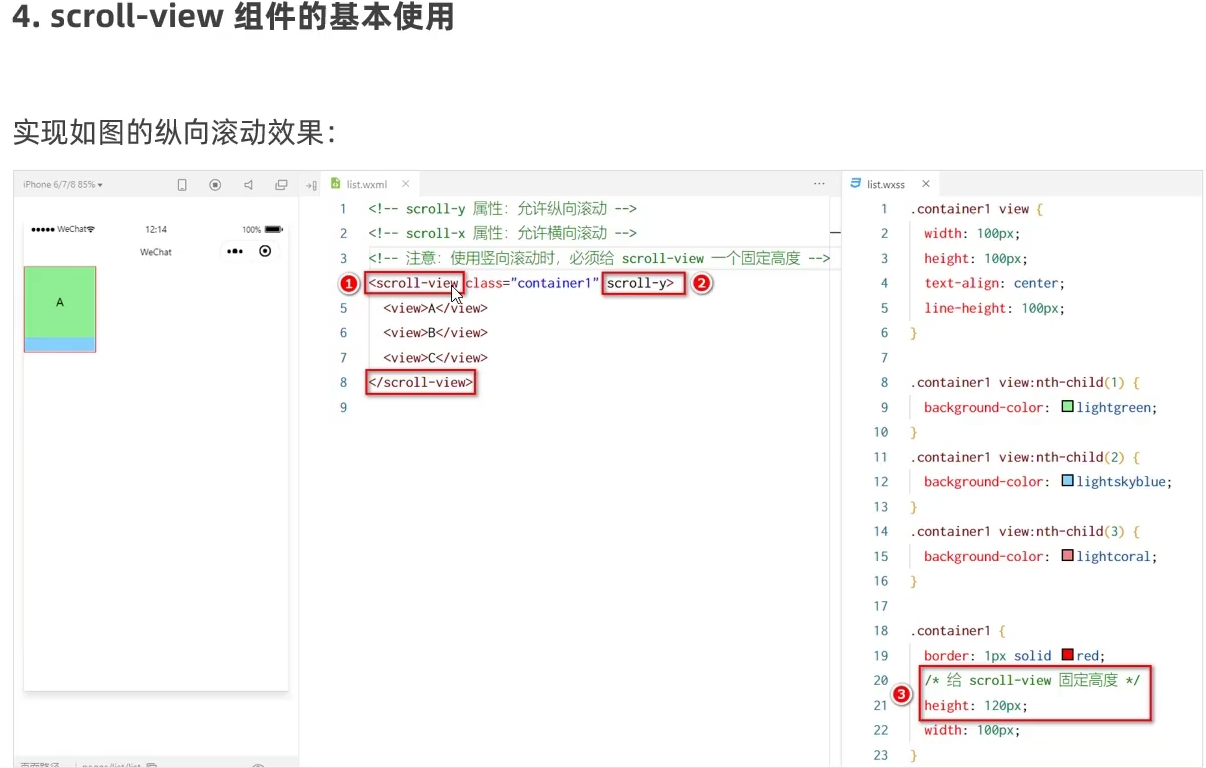 4. scroll-view 组件的基本使用
实现如图的纵向滚动效果：
iPhone 6/7/8 85%
WeChat
12:14
100%
WeChat
A
list.wxml
1 <!-- scroll-y 属性：允许纵向滚动 -->
2 <!-- scroll-x 属性：允许横向滚动 -->
3 <!-- 注意：使用竖向滚动时，必须给 scroll-view 一个固定高度 -->
1 <scroll-view class="container1" scroll-y> 2
5 <view>A</view>
6 <view>B</view>
7 <view>C</view>
8 </scroll-view>
9
list.wxss
1 .container1 view {
2 width: 100px;
3 height: 100px;
4 text-align: center;
5 line-height: 100px;
6 }
7
8 .container1 view:nth-child(1) {
9 background-color: lightgreen;
10 }
11 .container1 view:nth-child(2) {
12 background-color: lightskyblue;
13 }
14 .container1 view:nth-child(3) {
15 background-color: lightcoral;
16 }
17
18 .container1 {
19 border: 1px solid red;
20 /* 给 scroll-view 固定高度 */
3
21 height: 120px;
22 width: 100px;
23 }